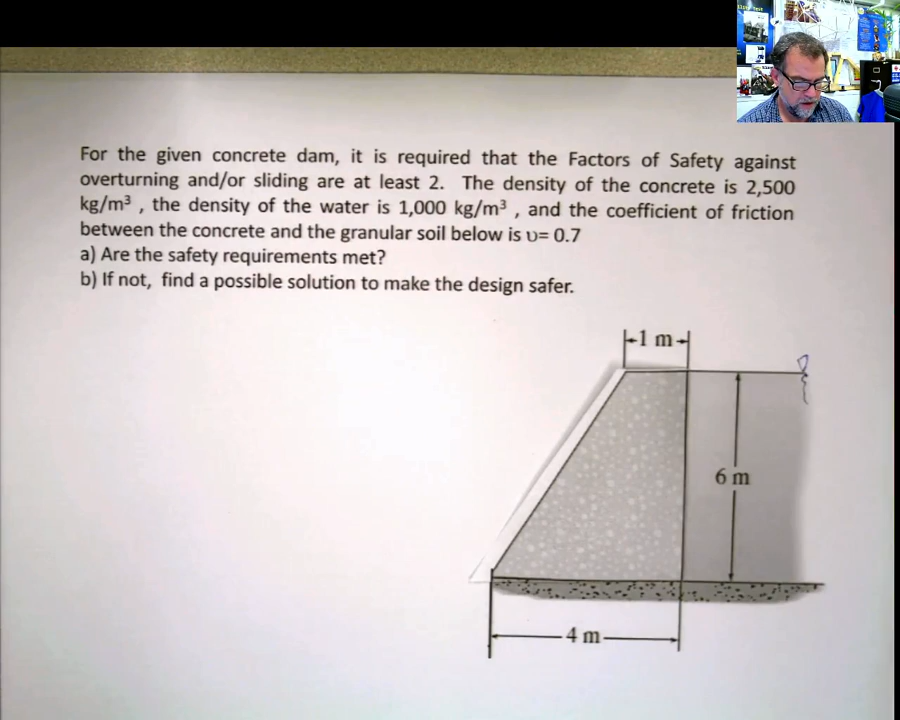 For the given concrete dam, it is required that the Factors of Safety against
overturning and/or sliding are at least 2. The density of the concrete is 2,500
kg/m³ , the density of the water is 1,000 kg/m³ , and the coefficient of friction
between the concrete and the granular soil below is υ= 0.7
a) Are the safety requirements met?
b) If not, find a possible solution to make the design safer.
1 m
6 m
4 m